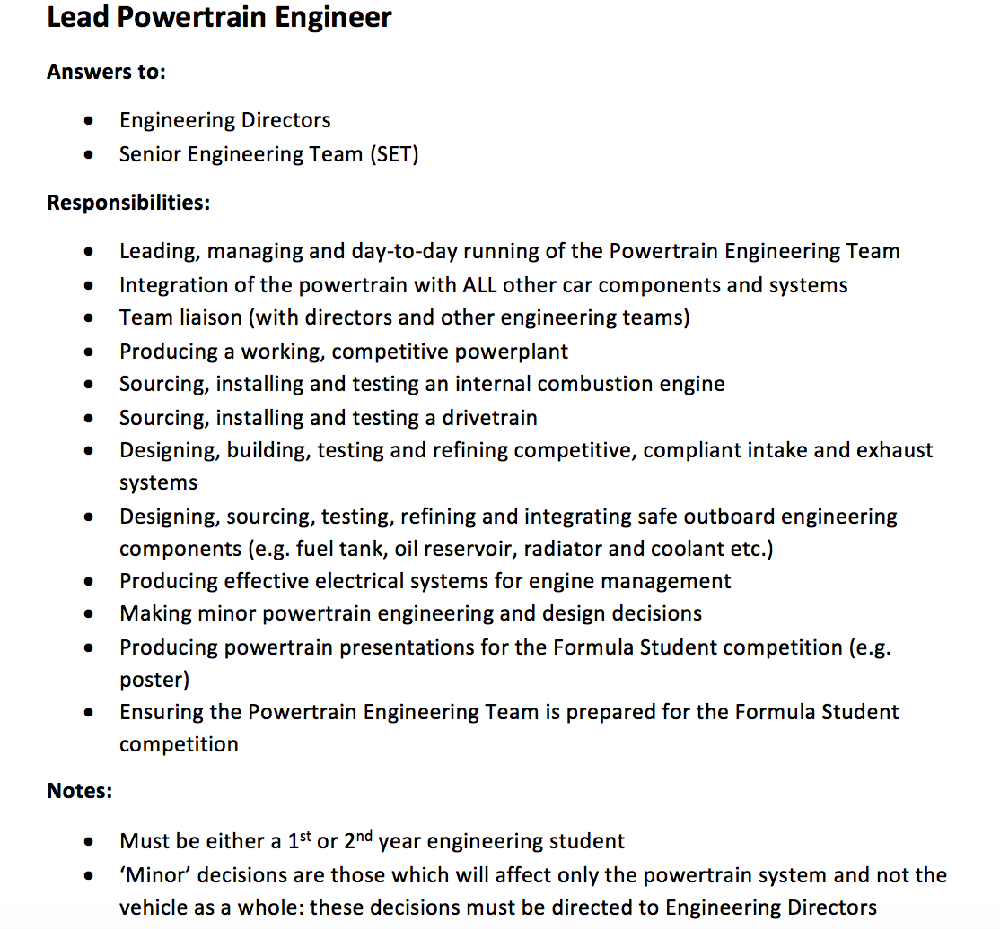 Lead Powertrain Engineer
Answers to:
• Engineering Directors
• Senior Engineering Team (SET)
Responsibilities:
• Leading, managing and day-to-day running of the Powertrain Engineering Team
• Integration of the powertrain with ALL other car components and systems
• Team liaison (with directors and other engineering teams)
• Producing a working, competitive powerplant
• Sourcing, installing and testing an internal combustion engine
• Sourcing, installing and testing a drivetrain
• Designing, building, testing and refining competitive, compliant intake and exhaust
systems
• Designing, sourcing, testing, refining and integrating safe outboard engineering
components (e.g. fuel tank, oil reservoir, radiator and coolant etc.)
• Producing effective electrical systems for engine management
• Making minor powertrain engineering and design decisions
• Producing powertrain presentations for the Formula Student competition (e.g.
poster)
• Ensuring the Powertrain Engineering Team is prepared for the Formula Student
competition
Notes:
• Must be either a 1st or 2nd year engineering student
• ‘Minor’ decisions are those which will affect only the powertrain system and not the
vehicle as a whole: these decisions must be directed to Engineering Directors